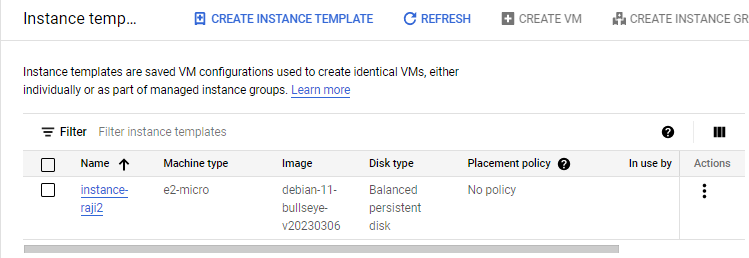 Instance temp...
CREATE INSTANCE TEMPLATE
REFRESH
CREATE VM
CREATE INSTANCE GR
Instance templates are saved VM configurations used to create identical VMs, either
individually or as part of managed instance groups. Learn more
Filter Filter instance templates
Name Machine type Image Disk type Placement policy In use by Actions
instance- e2-micro debian-11- Balanced No policy
raji2 bullseye- persistent
v20230306 disk